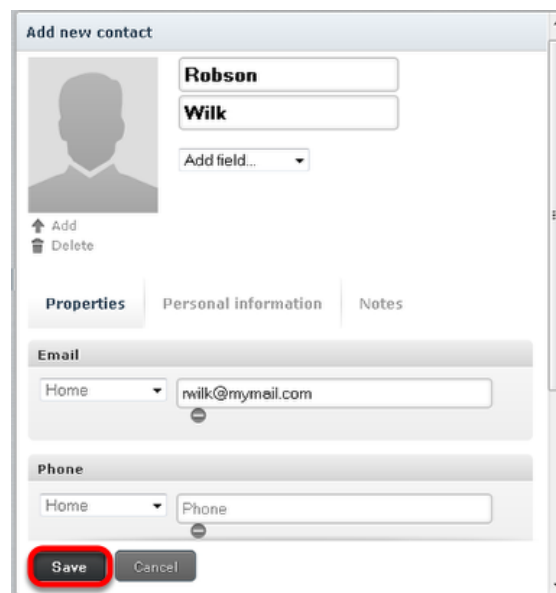 Add new contact
Robson
Wilk
Add field...
Add
Delete
Properties Personal information Notes
Email
Home rwilk@mymail.com
Phone
Home Phone
Save Cancel